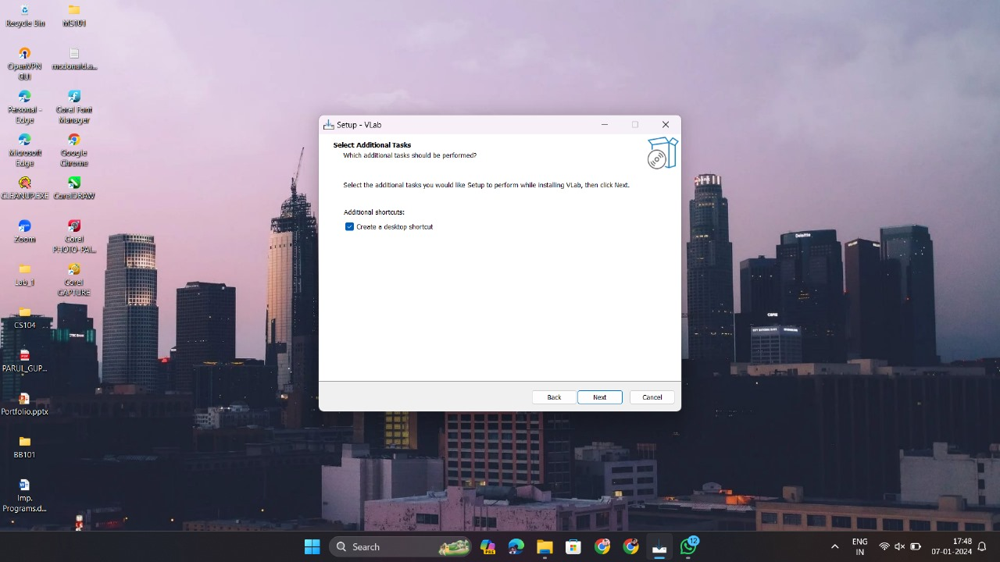 Recycle Bin
MS101
OpenVPN
GUI
mcdonald.a...
Personal -
Edge
Corel Font
Manager
Microsoft
Edge
Google
Chrome
CLEANUP.EXE
CorelDRAW
Zoom
Corel
PHOTO-PAI...
Lab_1
Corel
CAPTURE
CS104
PARUL_GUP...
Portfolio.pptx
BB101
Imp.
Programs.d...
Setup - VLab
Select Additional Tasks
Which additional tasks should be performed?
Select the additional tasks you would like Setup to perform while installing VLab, then click Next.
Additional shortcuts:
Create a desktop shortcut
Back
Next
Cancel
Deloitte
Search
PRE
12
ENG
IN
17:48
07-01-2024